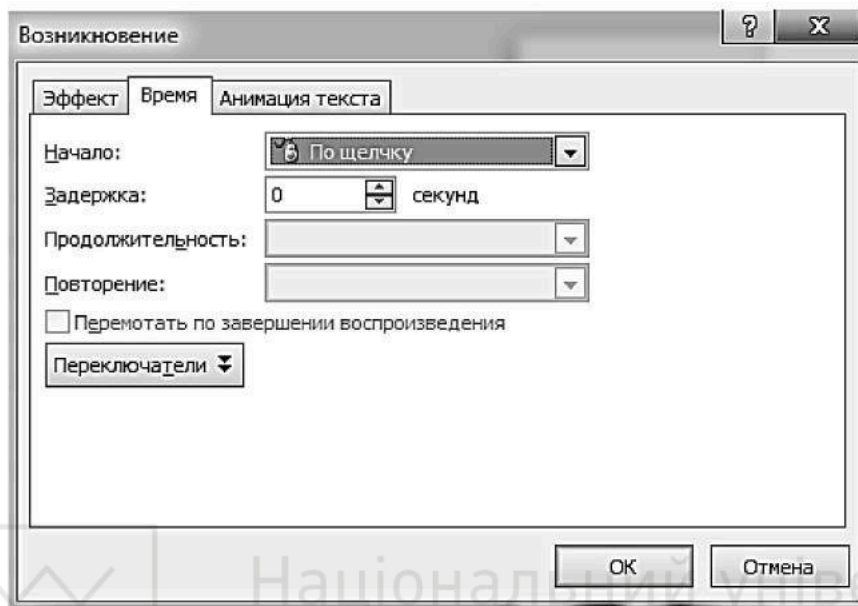 Возникновение
Эффект Время Анимация текста
Начало: По щелчку
Задержка: 0 секунд
Продолжительность:
Повторение:
Перемотать по завершении воспроизведения
Переключатели
ОК Отмена
Національний